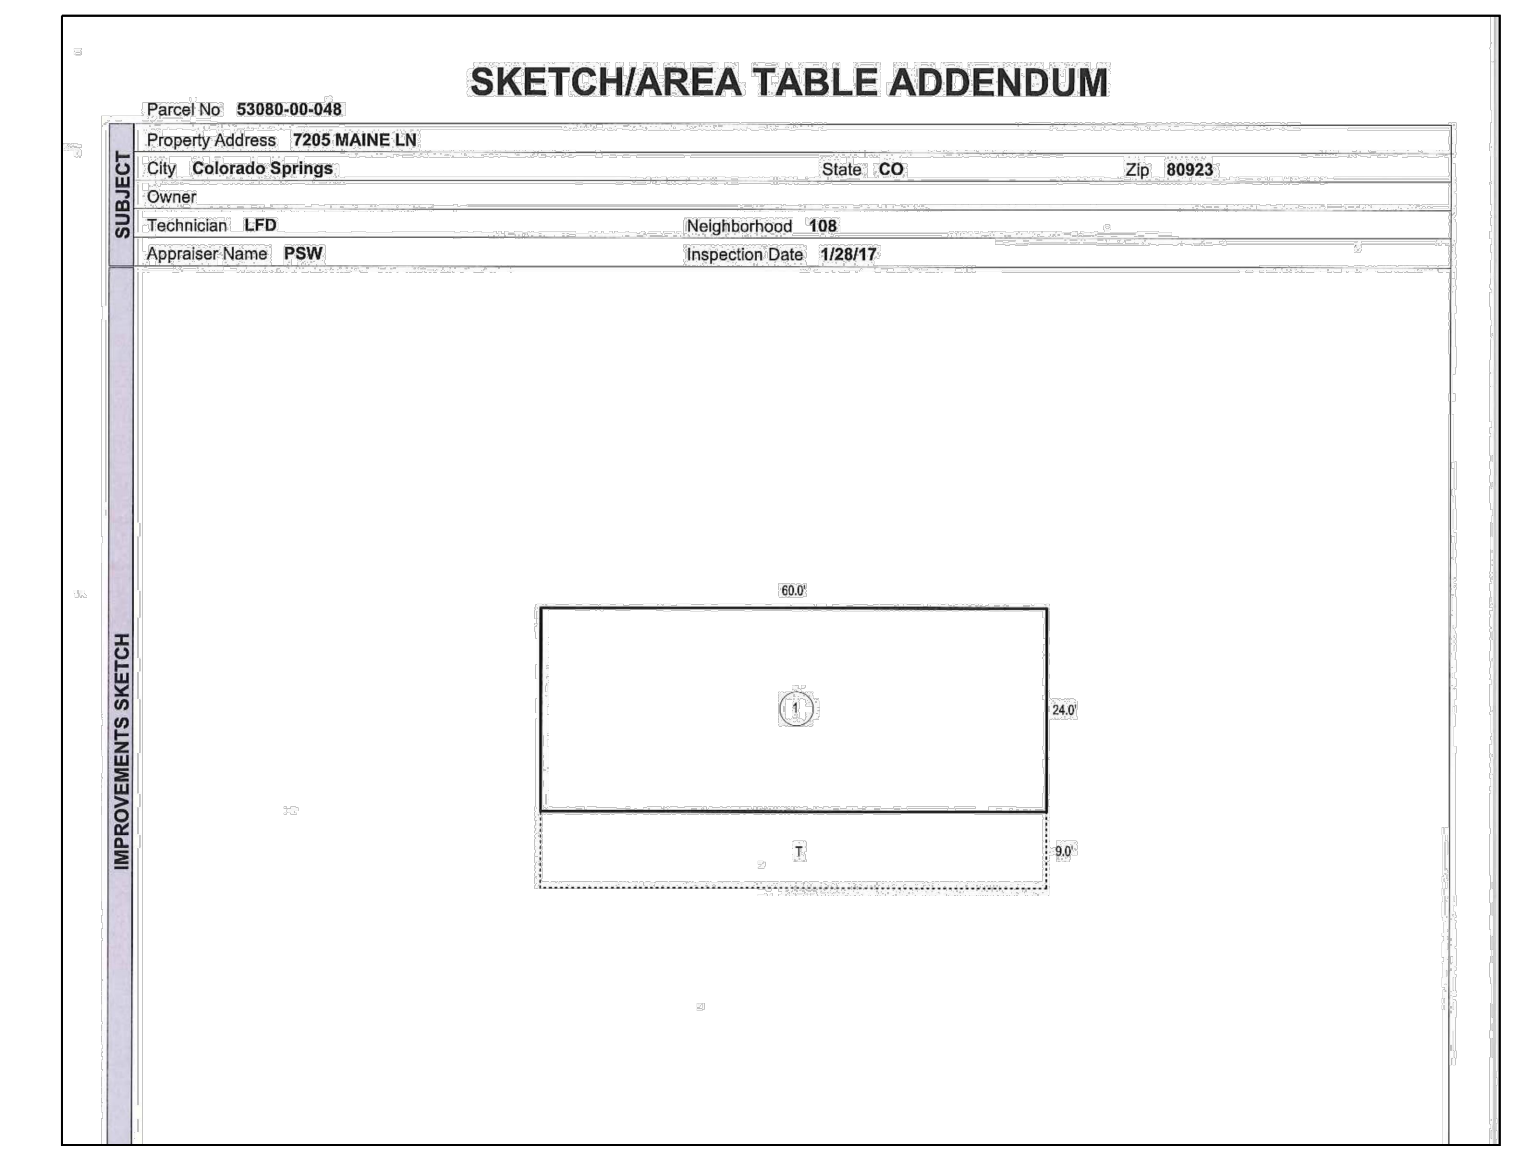 SKETCH/AREA TABLE ADDENDUM
Parcel No 53080-00-048
SUBJECT
Property Address 7205 MAINE LN
City Colorado Springs State CO Zip 80923
Owner
Technician LFD Neighborhood 108
Appraiser Name PSW Inspection Date 1/28/17
IMPROVEMENTS SKETCH
60.0'
1
24.0'
T
9.0'